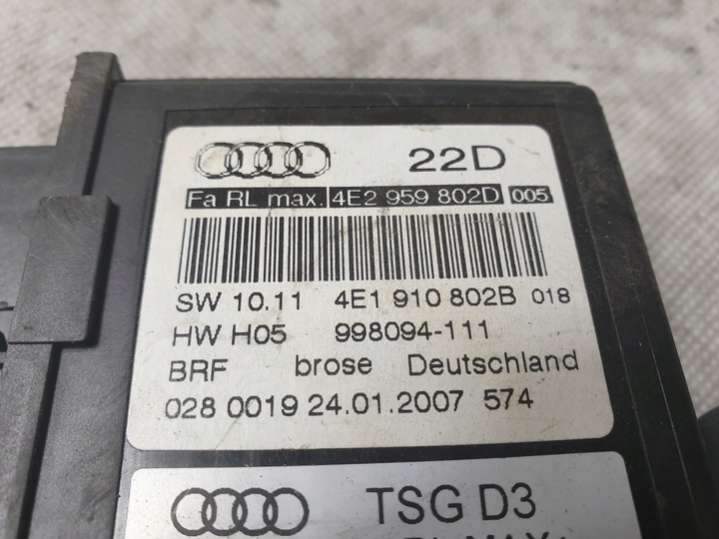 22D
Fa RL max. 4E2 959 802D 005
SW 10.11 4E1 910 802B 018
HW H05 998094-111
BRF brose Deutschland
028 0019 24.01.2007 574
TSG D3